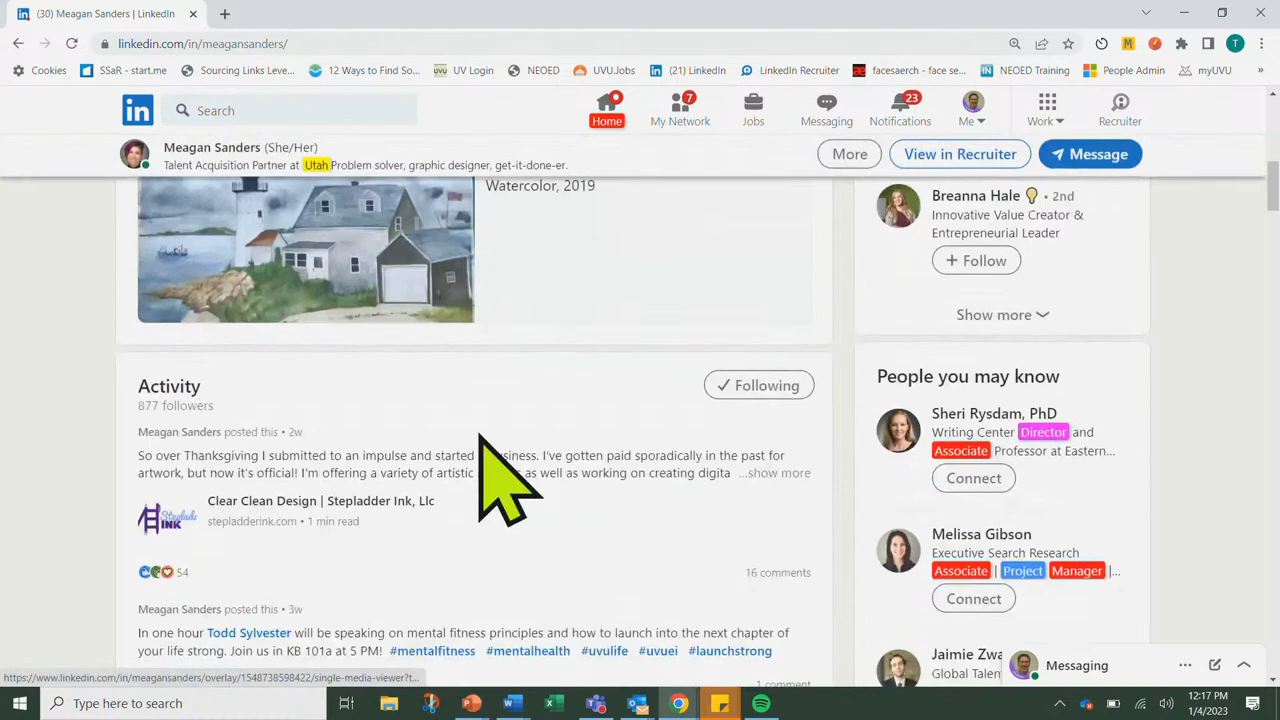 (30) Meagan Sanders | LinkedIn
linkedin.com/in/meagansanders/
Cookies
SSaR - start.me
Sourcing Links Leve...
12 Ways to Find So...
UV Login
NEOED
UVU.Jobs
(21) LinkedIn
LinkedIn Recruiter
facesaerch - face se...
NEOED Training
People Admin
myUVU
Search
Home
7
My Network
Jobs
Messaging
23
Notifications
Me
Work
Recruiter
Meagan Sanders (She/Her)
Talent Acquisition Partner at Utah Problem solver, graphic designer, get-it-done-er.
More
View in Recruiter
Message
Watercolor, 2019
Activity
877 followers
Following
Meagan Sanders posted this • 2w
So over Thanksgiving I submitted to an impulse and started business. I've gotten paid sporadically in the past for
artwork, but now it's official! I'm offering a variety of artistic as well as working on creating digita ...show more
Clear Clean Design | Stepladder Ink, Llc
stepladderink.com • 1 min read
54
16 comments
Meagan Sanders posted this • 3w
In one hour Todd Sylvester will be speaking on mental fitness principles and how to launch into the next chapter of
your life strong. Join us in KB 101a at 5 PM! #mentalfitness #mentalhealth #uvulife #uvuei #launchstrong
1 comment
Breanna Hale • 2nd
Innovative Value Creator &
Entrepreneurial Leader
+ Follow
Show more
People you may know
Sheri Rysdam, PhD
Writing Center Director and
Associate Professor at Eastern...
Connect
Melissa Gibson
Executive Search Research
Associate | Project Manager |...
Connect
Jaimie Zwa
Global Talen
Messaging
https://www.linkedin.com/in/meagansanders/overlay/1548733598422/single-media-viewer?t...
Type here to search
12:17 PM
1/4/2023